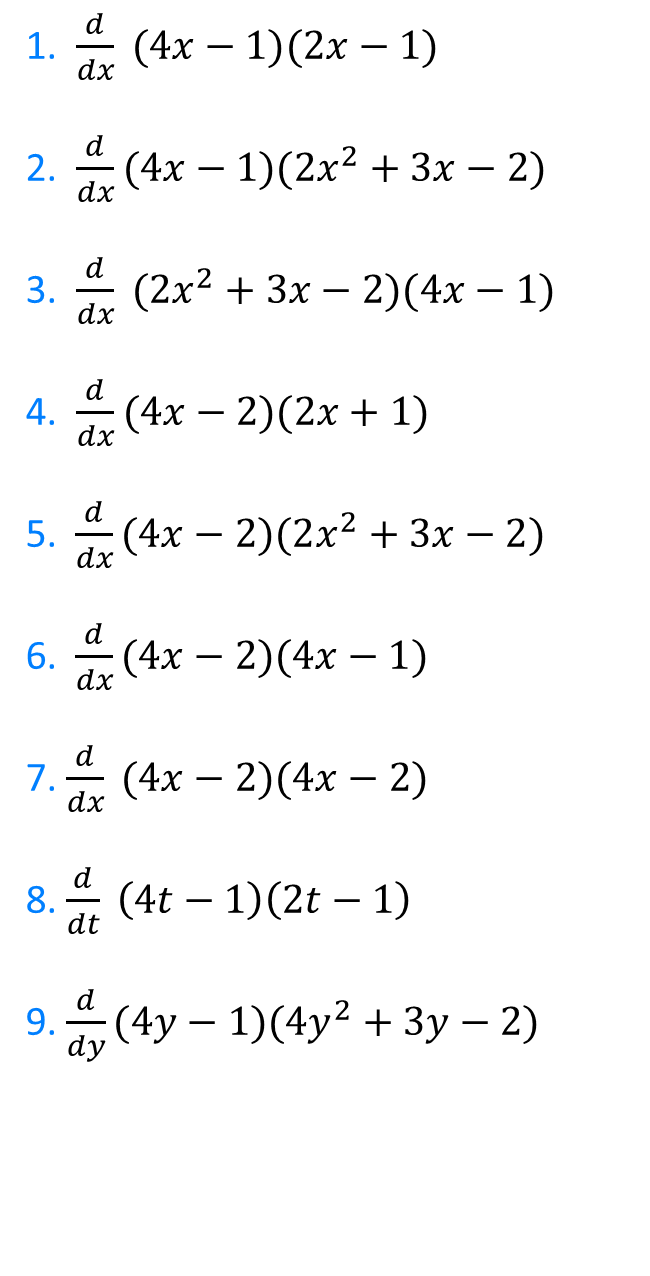 1. d/dx (4x − 1)(2x − 1)
2. d/dx (4x − 1)(2x² + 3x − 2)
3. d/dx (2x² + 3x − 2)(4x − 1)
4. d/dx (4x − 2)(2x + 1)
5. d/dx (4x − 2)(2x² + 3x − 2)
6. d/dx (4x − 2)(4x − 1)
7. d/dx (4x − 2)(4x − 2)
8. d/dt (4t − 1)(2t − 1)
9. d/dy (4y − 1)(4y² + 3y − 2)